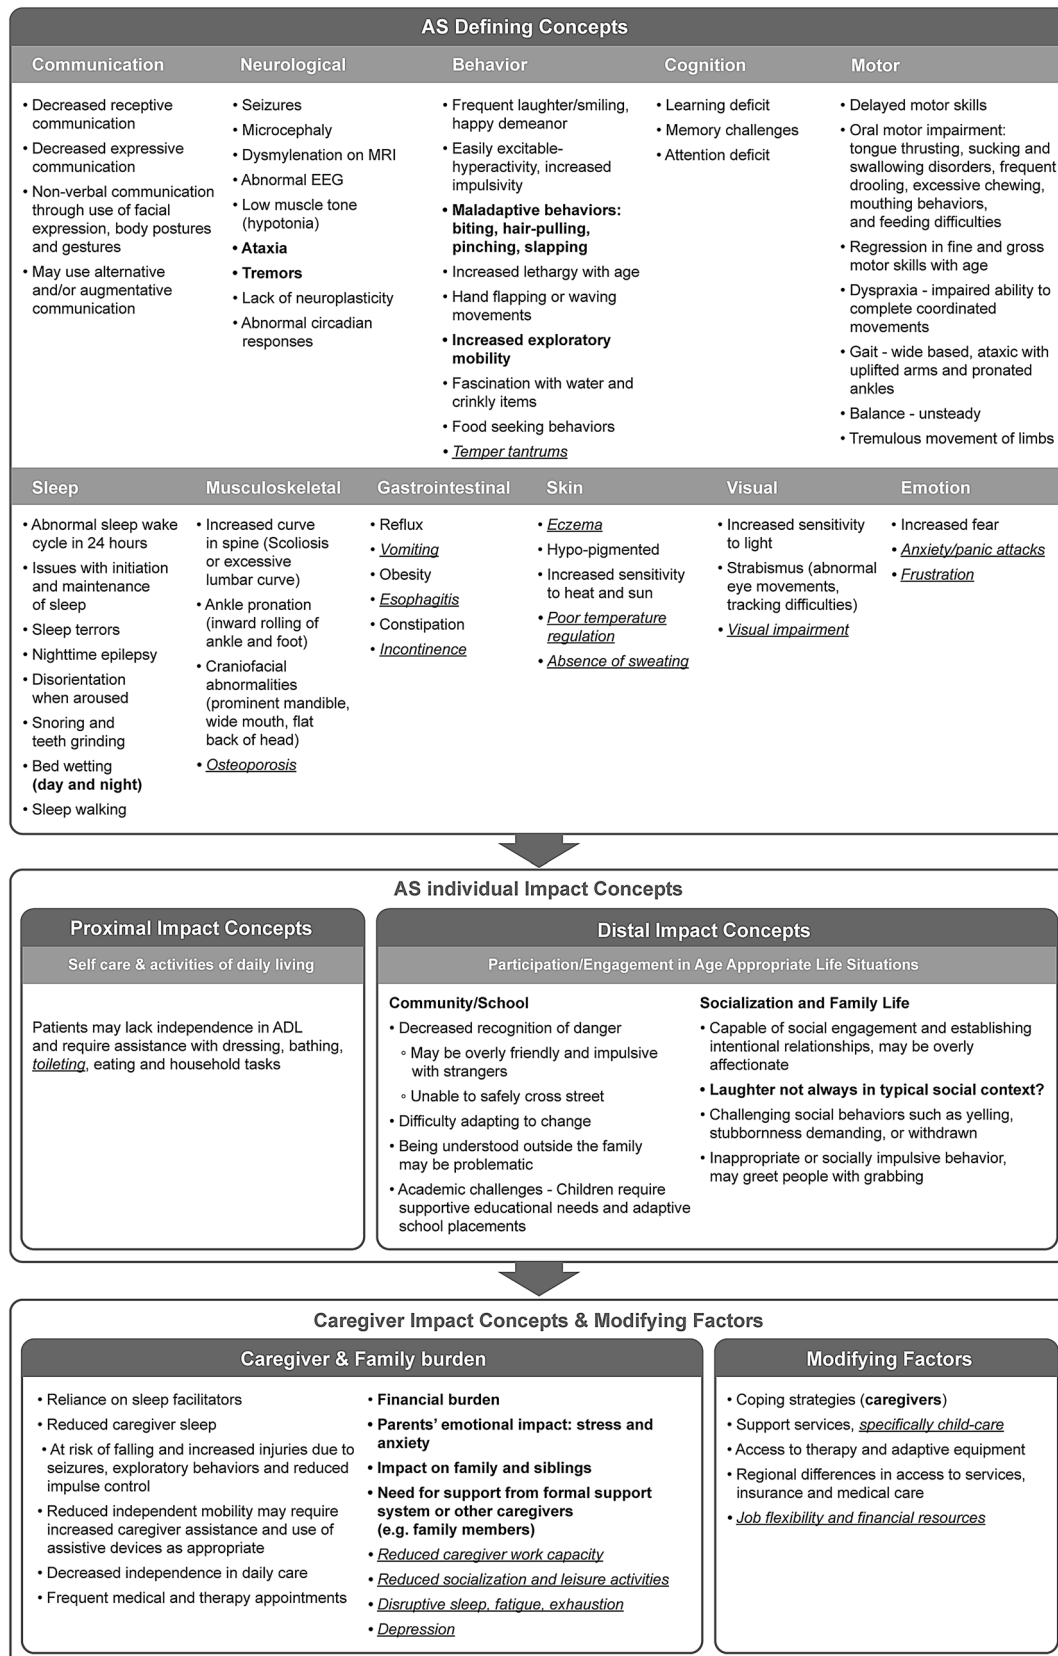 AS Defining Concepts
Communication
• Decreased receptive
communication
• Decreased expressive
communication
• Non-verbal communication
through use of facial
expression, body postures
and gestures
• May use alternative
and/or augmentative
communication
Neurological
• Seizures
• Microcephaly
• Dysmylenation on MRI
• Abnormal EEG
• Low muscle tone
(hypotonia)
• Ataxia
• Tremors
• Lack of neuroplasticity
• Abnormal circadian
responses
Behavior
• Frequent laughter/smiling,
happy demeanor
• Easily excitable-
hyperactivity, increased
impulsivity
• Maladaptive behaviors:
biting, hair-pulling,
pinching, slapping
• Increased lethargy with age
• Hand flapping or waving
movements
• Increased exploratory
mobility
• Fascination with water and
crinkly items
• Food seeking behaviors
• Temper tantrums
Cognition
• Learning deficit
• Memory challenges
• Attention deficit
Motor
• Delayed motor skills
• Oral motor impairment:
tongue thrusting, sucking and
swallowing disorders, frequent
drooling, excessive chewing,
mouthing behaviors,
and feeding difficulties
• Regression in fine and gross
motor skills with age
• Dyspraxia - impaired ability to
complete coordinated
movements
• Gait - wide based, ataxic with
uplifted arms and pronated
ankles
• Balance - unsteady
• Tremulous movement of limbs
Sleep
• Abnormal sleep wake
cycle in 24 hours
• Issues with initiation
and maintenance
of sleep
• Sleep terrors
• Nighttime epilepsy
• Disorientation
when aroused
• Snoring and
teeth grinding
• Bed wetting
(day and night)
• Sleep walking
Musculoskeletal
• Increased curve
in spine (Scoliosis
or excessive
lumbar curve)
• Ankle pronation
(inward rolling of
ankle and foot)
• Craniofacial
abnormalities
(prominent mandible,
wide mouth, flat
back of head)
• Osteoporosis
Gastrointestinal
• Reflux
• Vomiting
• Obesity
• Esophagitis
• Constipation
• Incontinence
Skin
• Eczema
• Hypo-pigmented
• Increased sensitivity
to heat and sun
• Poor temperature
regulation
• Absence of sweating
Visual
• Increased sensitivity
to light
• Strabismus (abnormal
eye movements,
tracking difficulties)
• Visual impairment
Emotion
• Increased fear
• Anxiety/panic attacks
• Frustration
AS individual Impact Concepts
Proximal Impact Concepts
Self care & activities of daily living
Patients may lack independence in ADL
and require assistance with dressing, bathing,
toileting, eating and household tasks
Distal Impact Concepts
Participation/Engagement in Age Appropriate Life Situations
Community/School
• Decreased recognition of danger
◦ May be overly friendly and impulsive
with strangers
◦ Unable to safely cross street
• Difficulty adapting to change
• Being understood outside the family
may be problematic
• Academic challenges - Children require
supportive educational needs and adaptive
school placements
Socialization and Family Life
• Capable of social engagement and establishing
intentional relationships, may be overly
affectionate
• Laughter not always in typical social context?
• Challenging social behaviors such as yelling,
stubbornness demanding, or withdrawn
• Inappropriate or socially impulsive behavior,
may greet people with grabbing
Caregiver Impact Concepts & Modifying Factors
Caregiver & Family burden
• Reliance on sleep facilitators
• Reduced caregiver sleep
• At risk of falling and increased injuries due to
seizures, exploratory behaviors and reduced
impulse control
• Reduced independent mobility may require
increased caregiver assistance and use of
assistive devices as appropriate
• Decreased independence in daily care
• Frequent medical and therapy appointments
• Financial burden
• Parents' emotional impact: stress and
anxiety
• Impact on family and siblings
• Need for support from formal support
system or other caregivers
(e.g. family members)
• Reduced caregiver work capacity
• Reduced socialization and leisure activities
• Disruptive sleep, fatigue, exhaustion
• Depression
Modifying Factors
• Coping strategies (caregivers)
• Support services, specifically child-care
• Access to therapy and adaptive equipment
• Regional differences in access to services,
insurance and medical care
• Job flexibility and financial resources